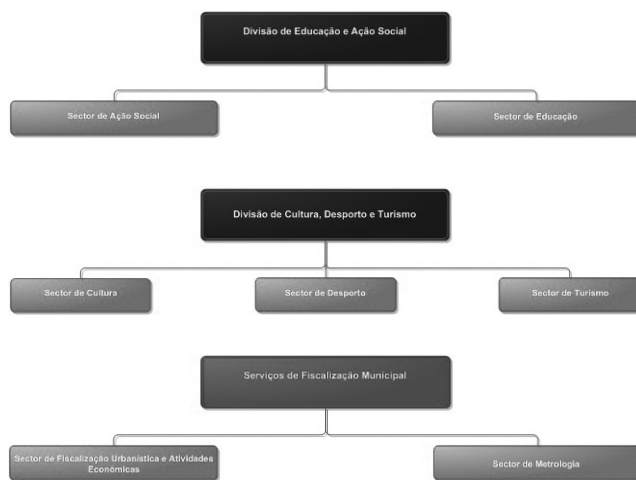 Divisão de Educação e Ação Social
Sector de Ação Social
Sector de Educação
Divisão de Cultura, Desporto e Turismo
Sector de Cultura
Sector de Desporto
Sector de Turismo
Serviços de Fiscalização Municipal
Sector de Fiscalização Urbanística e Atividades
Económicas
Sector de Metrologia